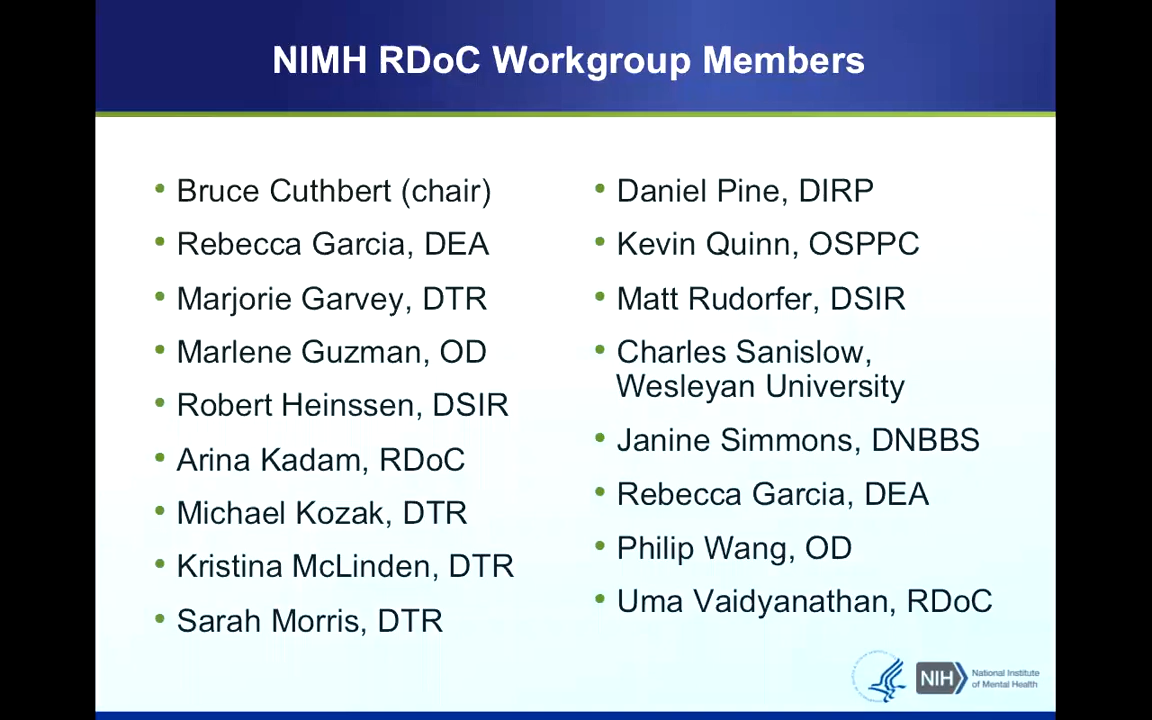 NIMH RDoC Workgroup Members
• Bruce Cuthbert (chair)
• Rebecca Garcia, DEA
• Marjorie Garvey, DTR
• Marlene Guzman, OD
• Robert Heinssen, DSIR
• Arina Kadam, RDoC
• Michael Kozak, DTR
• Kristina McLinden, DTR
• Sarah Morris, DTR
• Daniel Pine, DIRP
• Kevin Quinn, OSPPC
• Matt Rudorfer, DSIR
• Charles Sanislow,
Wesleyan University
• Janine Simmons, DNBBS
• Rebecca Garcia, DEA
• Philip Wang, OD
• Uma Vaidyanathan, RDoC
NIH
National Institute
of Mental Health